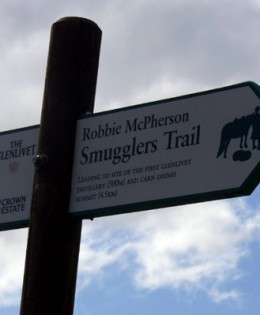 THE
GLENLIVET
CROWN
ESTATE
Robbie McPherson
Smugglers Trail
LEADING TO SITE OF THE FIRST GLENLIVET
DISTILLERY (300M) AND CARN DAIMH
SUMMIT (4.5KM)